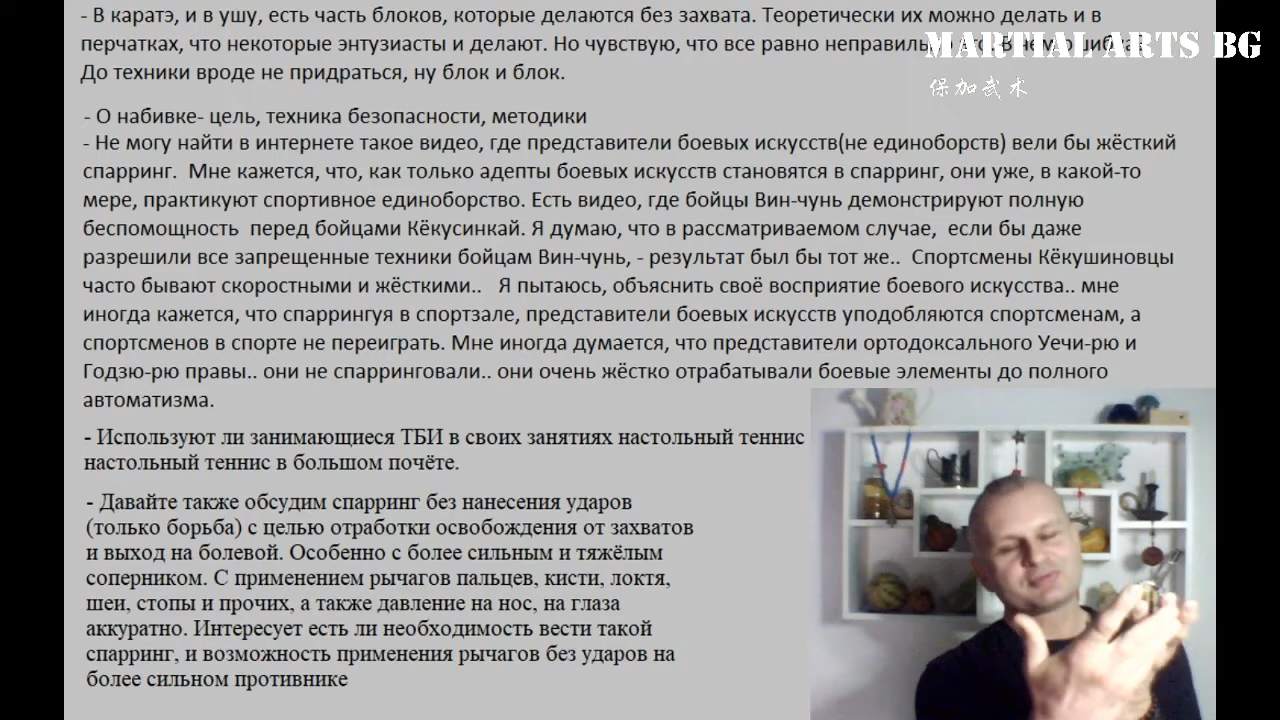 - В каратэ, и в ушу, есть часть блоков, которые делаются без захвата. Теоретически их можно делать и в
перчатках, что некоторые энтузиасты и делают. Но чувствую, что все равно
До техники вроде не придраться, ну блок и блок.
MARTIAL ARTS BG
保加武术
- О набивке- цель, техника безопасности, методики
- Не могу найти в интернете такое видео, где представители боевых искусств(не единоборств) вели бы жёсткий
спарринг. Мне кажется, что, как только адепты боевых искусств становятся в спарринг, они уже, в какой-то
мере, практикуют спортивное единоборство. Есть видео, где бойцы Вин-чунь демонстрируют полную
беспомощность перед бойцами Кёкусинкай. Я думаю, что в рассматриваемом случае, если бы даже
разрешили все запрещенные техники бойцам Вин-чунь, - результат был бы тот же.. Спортсмены Кёкушиновцы
часто бывают скоростными и жёсткими.. Я пытаюсь, объяснить своё восприятие боевого искусства.. мне
иногда кажется, что спаррингуя в спортзале, представители боевых искусств уподобляются спортсменам, а
спортсменов в спорте не переиграть. Мне иногда думается, что представители ортодоксального Уечи-рю и
Годзю-рю правы.. они не спарринговали.. они очень жёстко отрабатывали боевые элементы до полного
автоматизма.
- Используют ли занимающиеся ТБИ в своих занятиях настольный теннис
настольный теннис в большом почёте.
- Давайте также обсудим спарринг без нанесения ударов
(только борьба) с целью отработки освобождения от захватов
и выход на болевой. Особенно с более сильным и тяжёлым
соперником. С применением рычагов пальцев, кисти, локтя,
шеи, стопы и прочих, а также давление на нос, на глаза
аккуратно. Интересует есть ли необходимость вести такой
спарринг, и возможность применения рычагов без ударов на
более сильном противнике